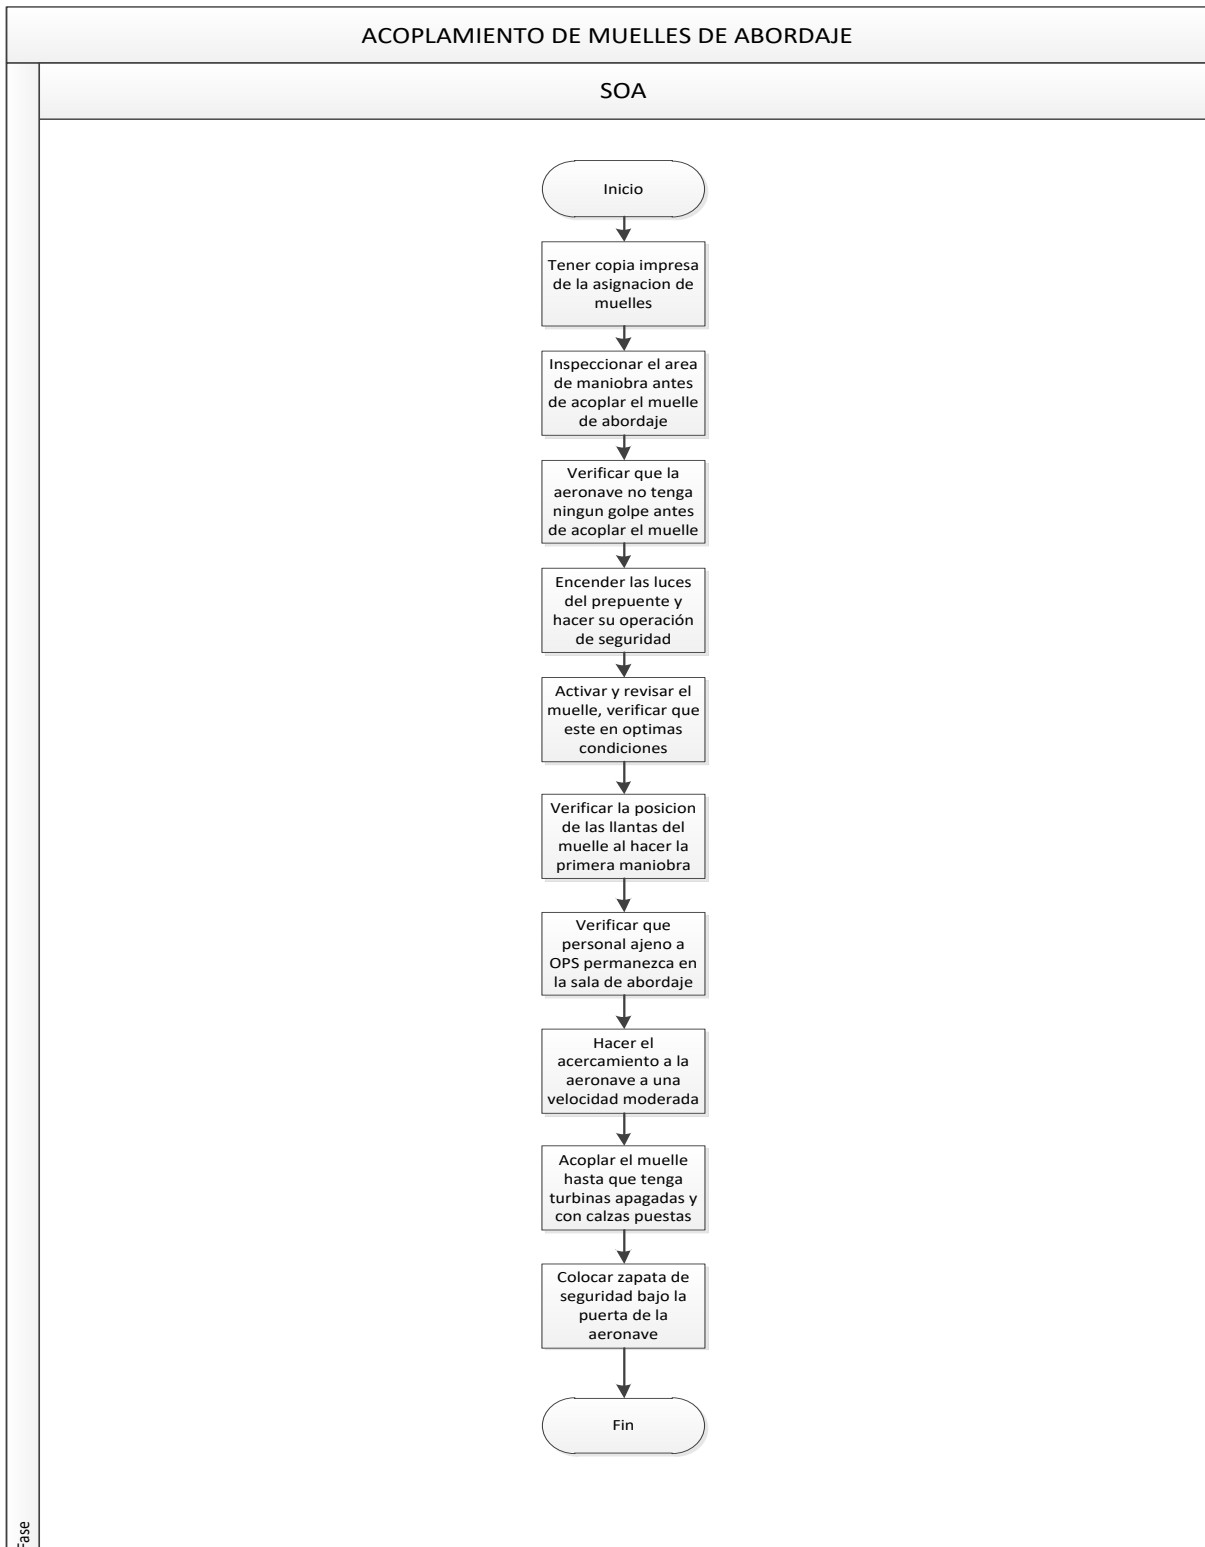 ACOPLAMIENTO DE MUELLES DE ABORDAJE
SOA
Inicio
Tener copia impresa
de la asignacion de
muelles
Inspeccionar el area
de maniobra antes
de acoplar el muelle
de abordaje
Verificar que la
aeronave no tenga
ningun golpe antes
de acoplar el muelle
Encender las luces
del prepuente y
hacer su operación
de seguridad
Activar y revisar el
muelle, verificar que
este en optimas
condiciones
Verificar la posicion
de las llantas del
muelle al hacer la
primera maniobra
Verificar que
personal ajeno a
OPS permanezca en
la sala de abordaje
Hacer el
acercamiento a la
aeronave a una
velocidad moderada
Acoplar el muelle
hasta que tenga
turbinas apagadas y
con calzas puestas
Colocar zapata de
seguridad bajo la
puerta de la
aeronave
Fin
Fase